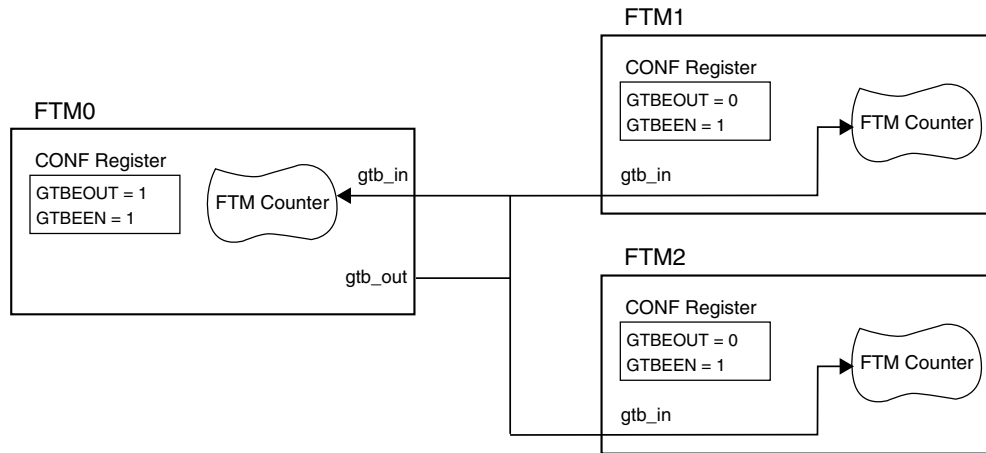 FTM0
CONF Register
GTBEOUT = 1
GTBEEN = 1
FTM Counter
gtb_in
gtb_out
FTM1
CONF Register
GTBEOUT = 0
GTBEEN = 1
FTM Counter
gtb_in
FTM2
CONF Register
GTBEOUT = 0
GTBEEN = 1
FTM Counter
gtb_in